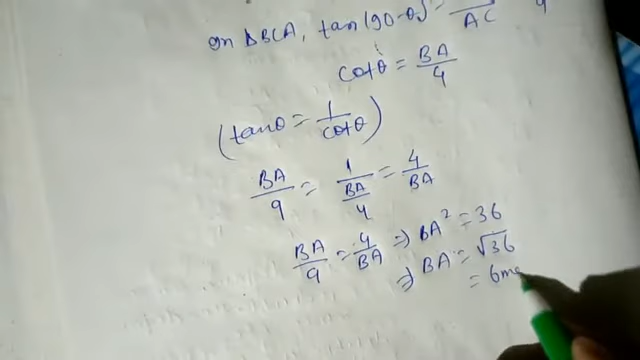 on ΔBCA, tan(90-θ) = /AC
cotθ = BA/4
(tanθ = 1/cotθ)
BA/9 = 1/(BA/4) = 4/BA
BA/9 = 4/BA ⇒ BA² = 36
⇒ BA = √36
= 6m